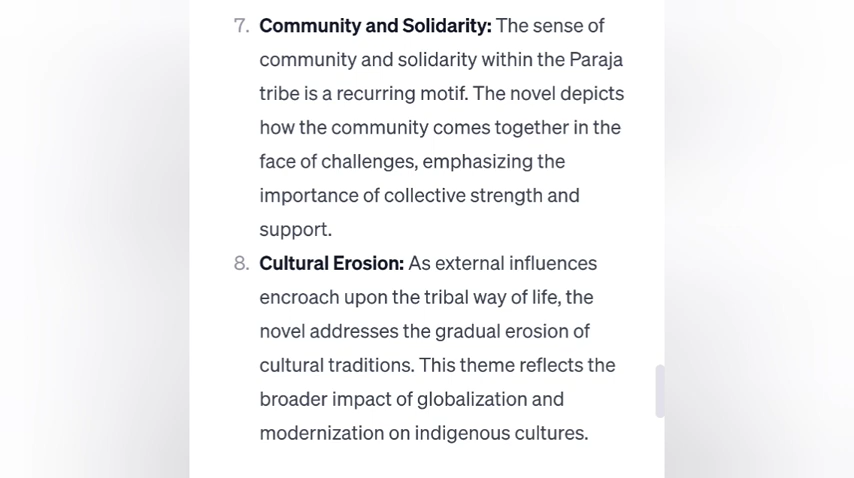 7. Community and Solidarity: The sense of
community and solidarity within the Paraja
tribe is a recurring motif. The novel depicts
how the community comes together in the
face of challenges, emphasizing the
importance of collective strength and
support.
8. Cultural Erosion: As external influences
encroach upon the tribal way of life, the
novel addresses the gradual erosion of
cultural traditions. This theme reflects the
broader impact of globalization and
modernization on indigenous cultures.